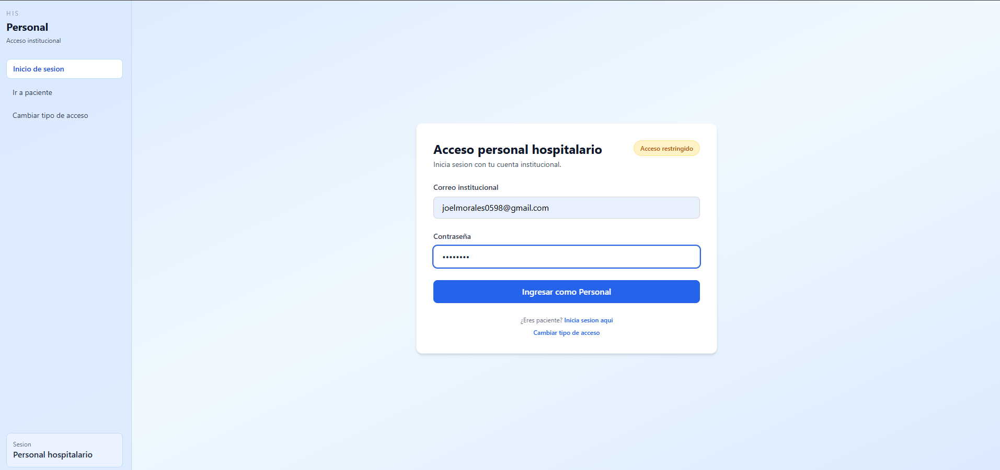 HIS
Personal
Acceso institucional
Inicio de sesion
Ir a paciente
Cambiar tipo de acceso
Sesion
Personal hospitalario
Acceso personal hospitalario
Acceso restringido
Inicia sesion con tu cuenta institucional.
Correo institucional
joelmorales0598@gmail.com
Contraseña
••••••••
Ingresar como Personal
¿Eres paciente? Inicia sesion aqui
Cambiar tipo de acceso